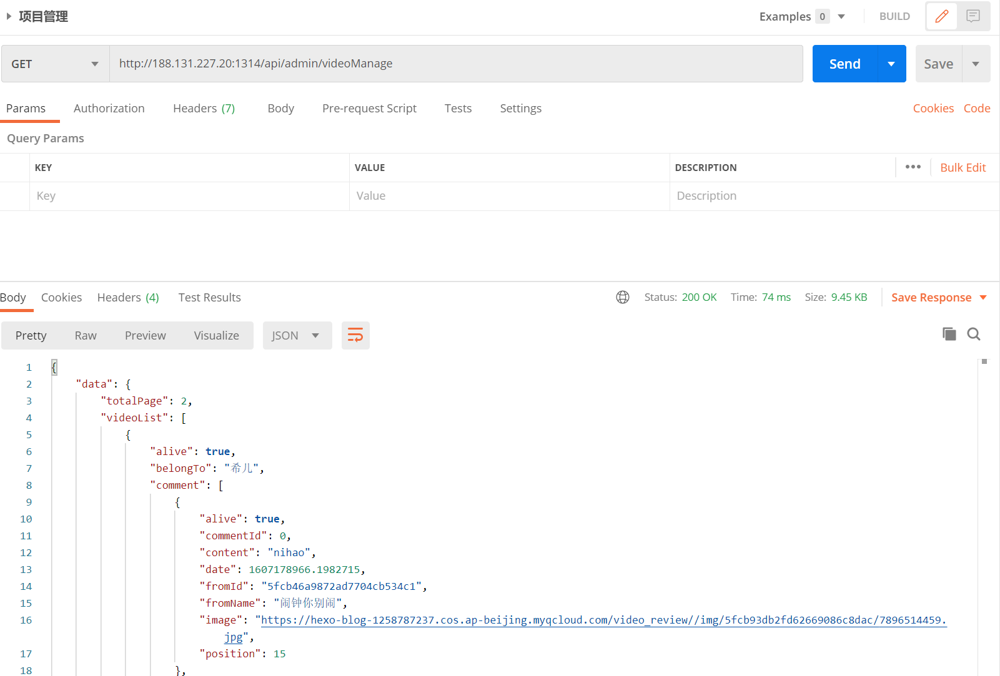 项目管理
Examples 0
BUILD
GET
http://188.131.227.20:1314/api/admin/videoManage
Send
Save
Params Authorization Headers (7) Body Pre-request Script Tests Settings Cookies Code
Query Params
KEY VALUE DESCRIPTION ••• Bulk Edit
Key Value Description
Body Cookies Headers (4) Test Results Status: 200 OK Time: 74 ms Size: 9.45 KB Save Response
Pretty Raw Preview Visualize JSON
1 {
2 "data": {
3 "totalPage": 2,
4 "videoList": [
5 {
6 "alive": true,
7 "belongTo": "希儿",
8 "comment": [
9 {
10 "alive": true,
11 "commentId": 0,
12 "content": "nihao",
13 "date": 1607178966.1982715,
14 "fromId": "5fcb46a9872ad7704cb534c1",
15 "fromName": "闹钟你别闹",
16 "image": "https://hexo-blog-1258787237.cos.ap-beijing.myqcloud.com/video_review//img/5fcb93db2fd62669086c8dac/7896514459.
jpg",
17 "position": 15
18 },